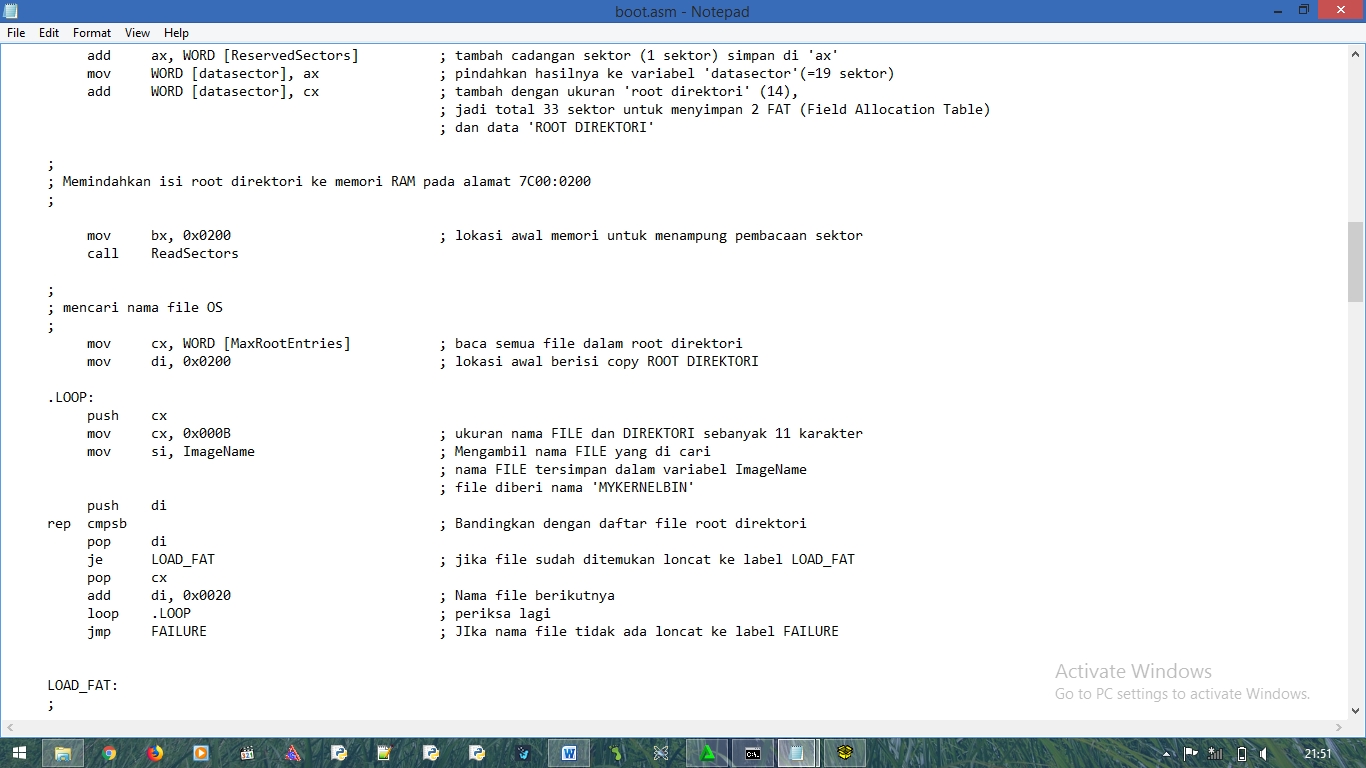 boot.asm - Notepad
File Edit Format View Help
add ax, WORD [ReservedSectors] ; tambah cadangan sektor (1 sektor) simpan di 'ax'
mov WORD [datasector], ax ; pindahkan hasilnya ke variabel 'datasector'(=19 sektor)
add WORD [datasector], cx ; tambah dengan ukuran 'root direktori' (14),
; jadi total 33 sektor untuk menyimpan 2 FAT (Field Allocation Table)
; dan data 'ROOT DIREKTORI'
;
; Memindahkan isi root direktori ke memori RAM pada alamat 7C00:0200
;
mov bx, 0x0200 ; lokasi awal memori untuk menampung pembacaan sektor
call ReadSectors
;
; mencari nama file OS
;
mov cx, WORD [MaxRootEntries] ; baca semua file dalam root direktori
mov di, 0x0200 ; lokasi awal berisi copy ROOT DIREKTORI
.LOOP:
push cx
mov cx, 0x000B ; ukuran nama FILE dan DIREKTORI sebanyak 11 karakter
mov si, ImageName ; Mengambil nama FILE yang di cari
; nama FILE tersimpan dalam variabel ImageName
; file diberi nama 'MYKERNELBIN'
push di
rep cmpsb ; Bandingkan dengan daftar file root direktori
pop di
je LOAD_FAT ; jika file sudah ditemukan loncat ke label LOAD_FAT
pop cx
add di, 0x0020 ; Nama file berikutnya
loop .LOOP ; periksa lagi
jmp FAILURE ; JIka nama file tidak ada loncat ke label FAILURE
LOAD_FAT:
;
Activate Windows
Go to PC settings to activate Windows.
21:51